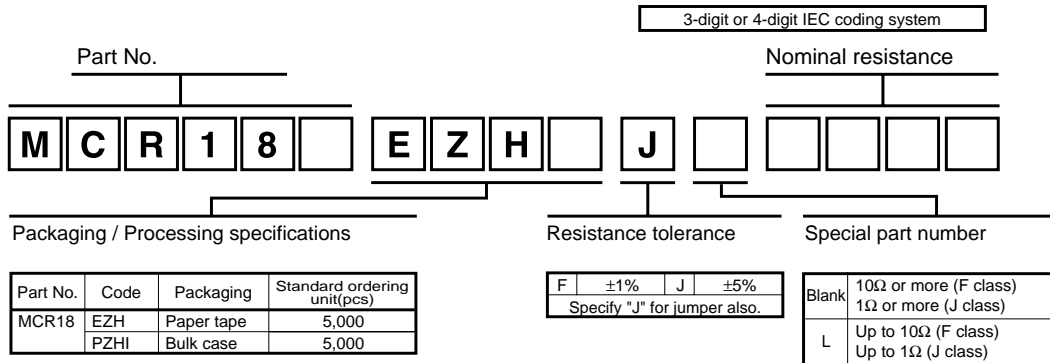 3-digit or 4-digit IEC coding system
Part No.
Nominal resistance
M C R 1 8 E Z H J
Packaging / Processing specifications
Resistance tolerance
Special part number
Part No. Code Packaging Standard ordering unit(pcs)
MCR18 EZH Paper tape 5,000
PZHI Bulk case 5,000
F ±1% J ±5%
Specify "J" for jumper also.
Blank 10Ω or more (F class)
1Ω or more (J class)
L Up to 10Ω (F class)
Up to 1Ω (J class)